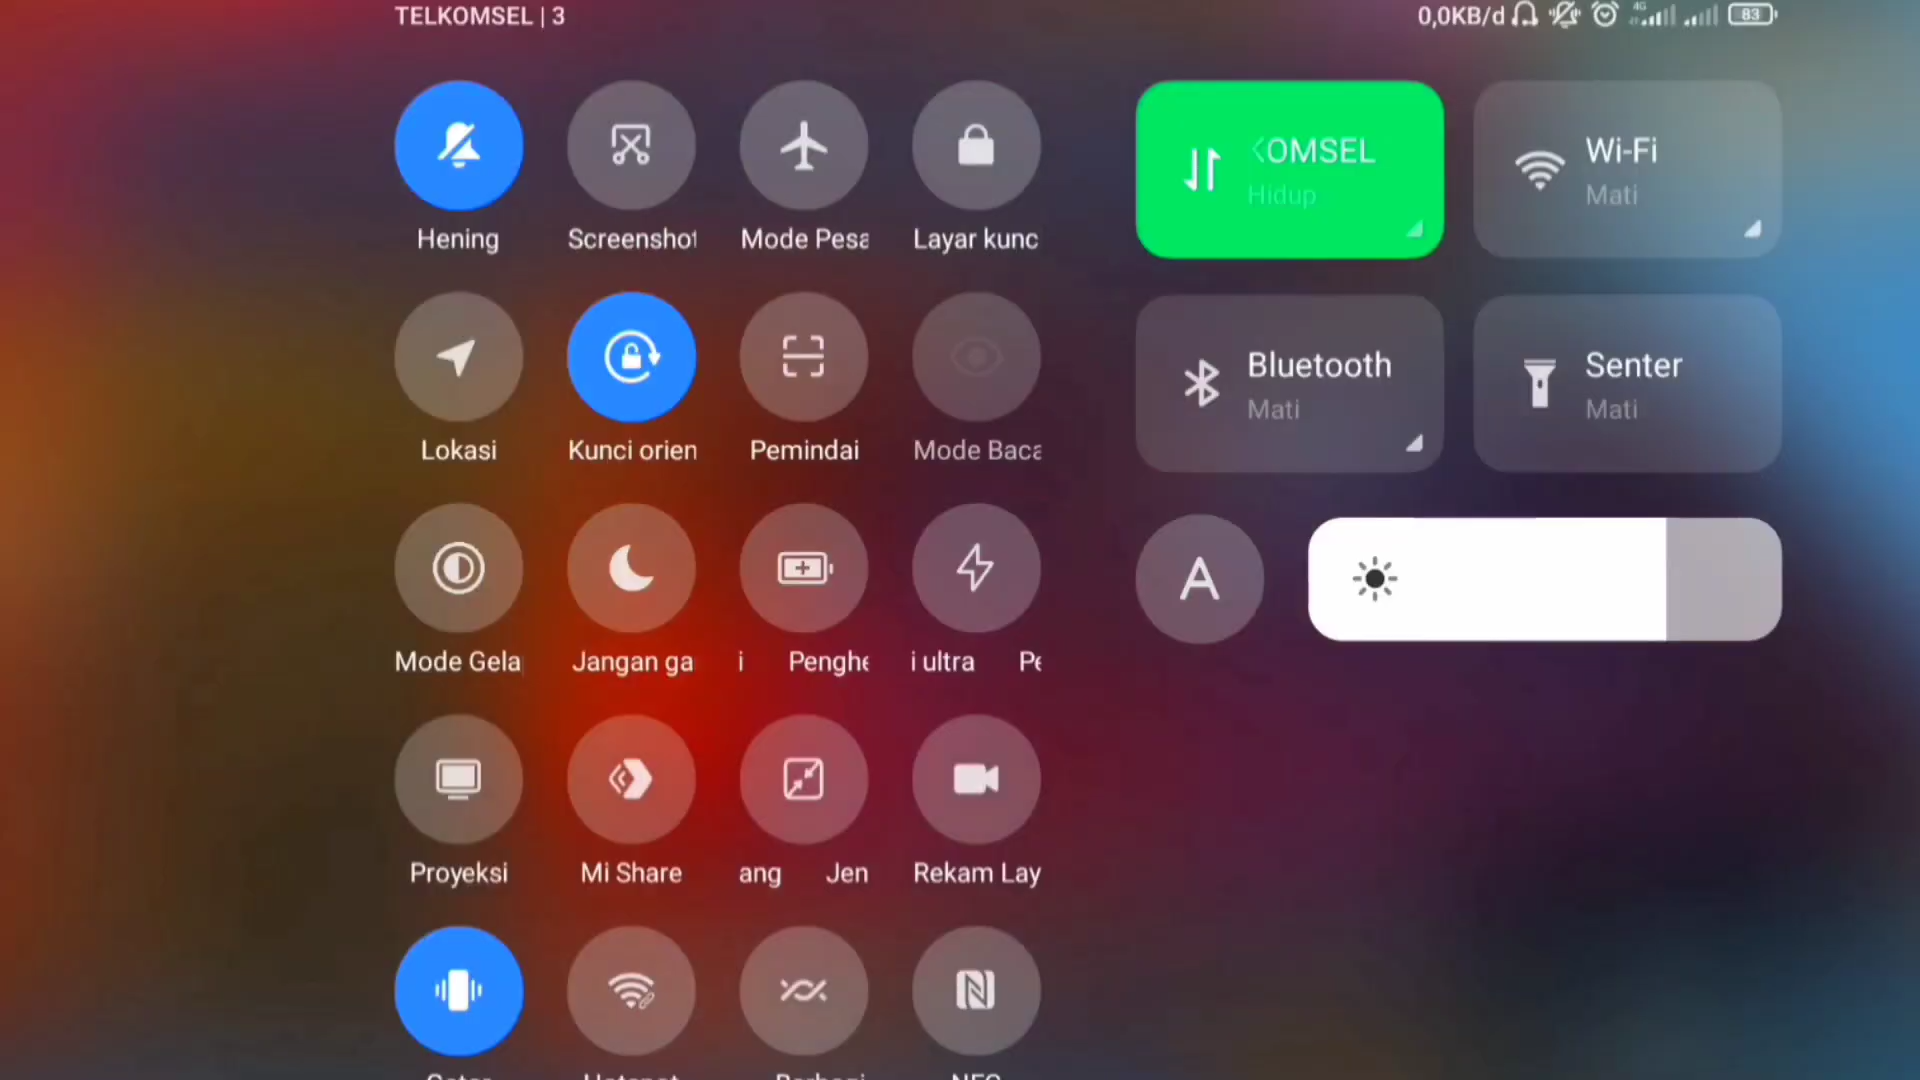 TELKOMSEL | 3
0,0KB/d
4G
83
Hening
Screenshot
Mode Pesa
Layar kunc
Lokasi
Kunci orien
Pemindai
Mode Baca
Mode Gela
Jangan ga
i Penghe
i ultra Pe
Proyeksi
Mi Share
ang Jen
Rekam Lay
KOMSEL
Hidup
Wi-Fi
Mati
Bluetooth
Mati
Senter
Mati
A